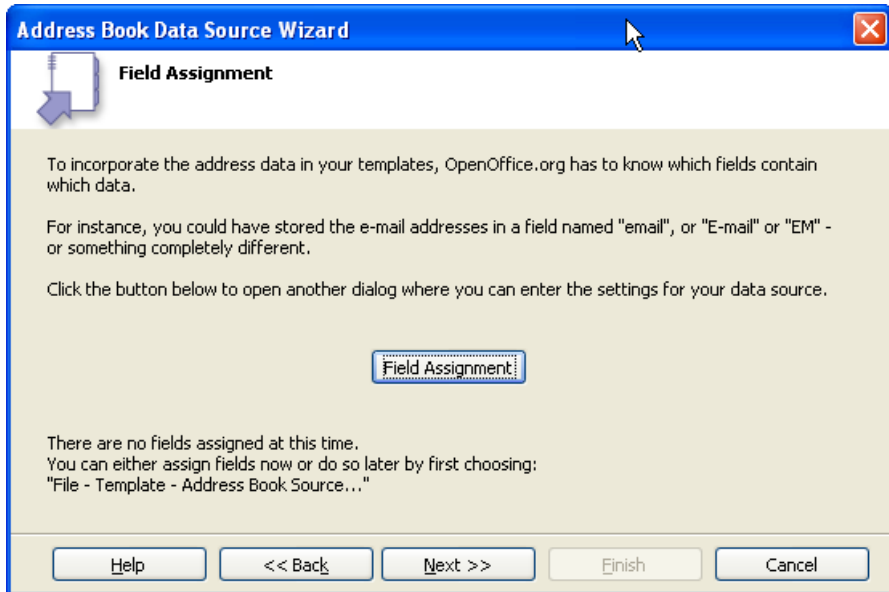 Address Book Data Source Wizard
Field Assignment
To incorporate the address data in your templates, OpenOffice.org has to know which fields contain
which data.
For instance, you could have stored the e-mail addresses in a field named "email", or "E-mail" or "EM" -
or something completely different.
Click the button below to open another dialog where you can enter the settings for your data source.
Field Assignment
There are no fields assigned at this time.
You can either assign fields now or do so later by first choosing:
"File - Template - Address Book Source..."
Help
<< Back
Next >>
Finish
Cancel